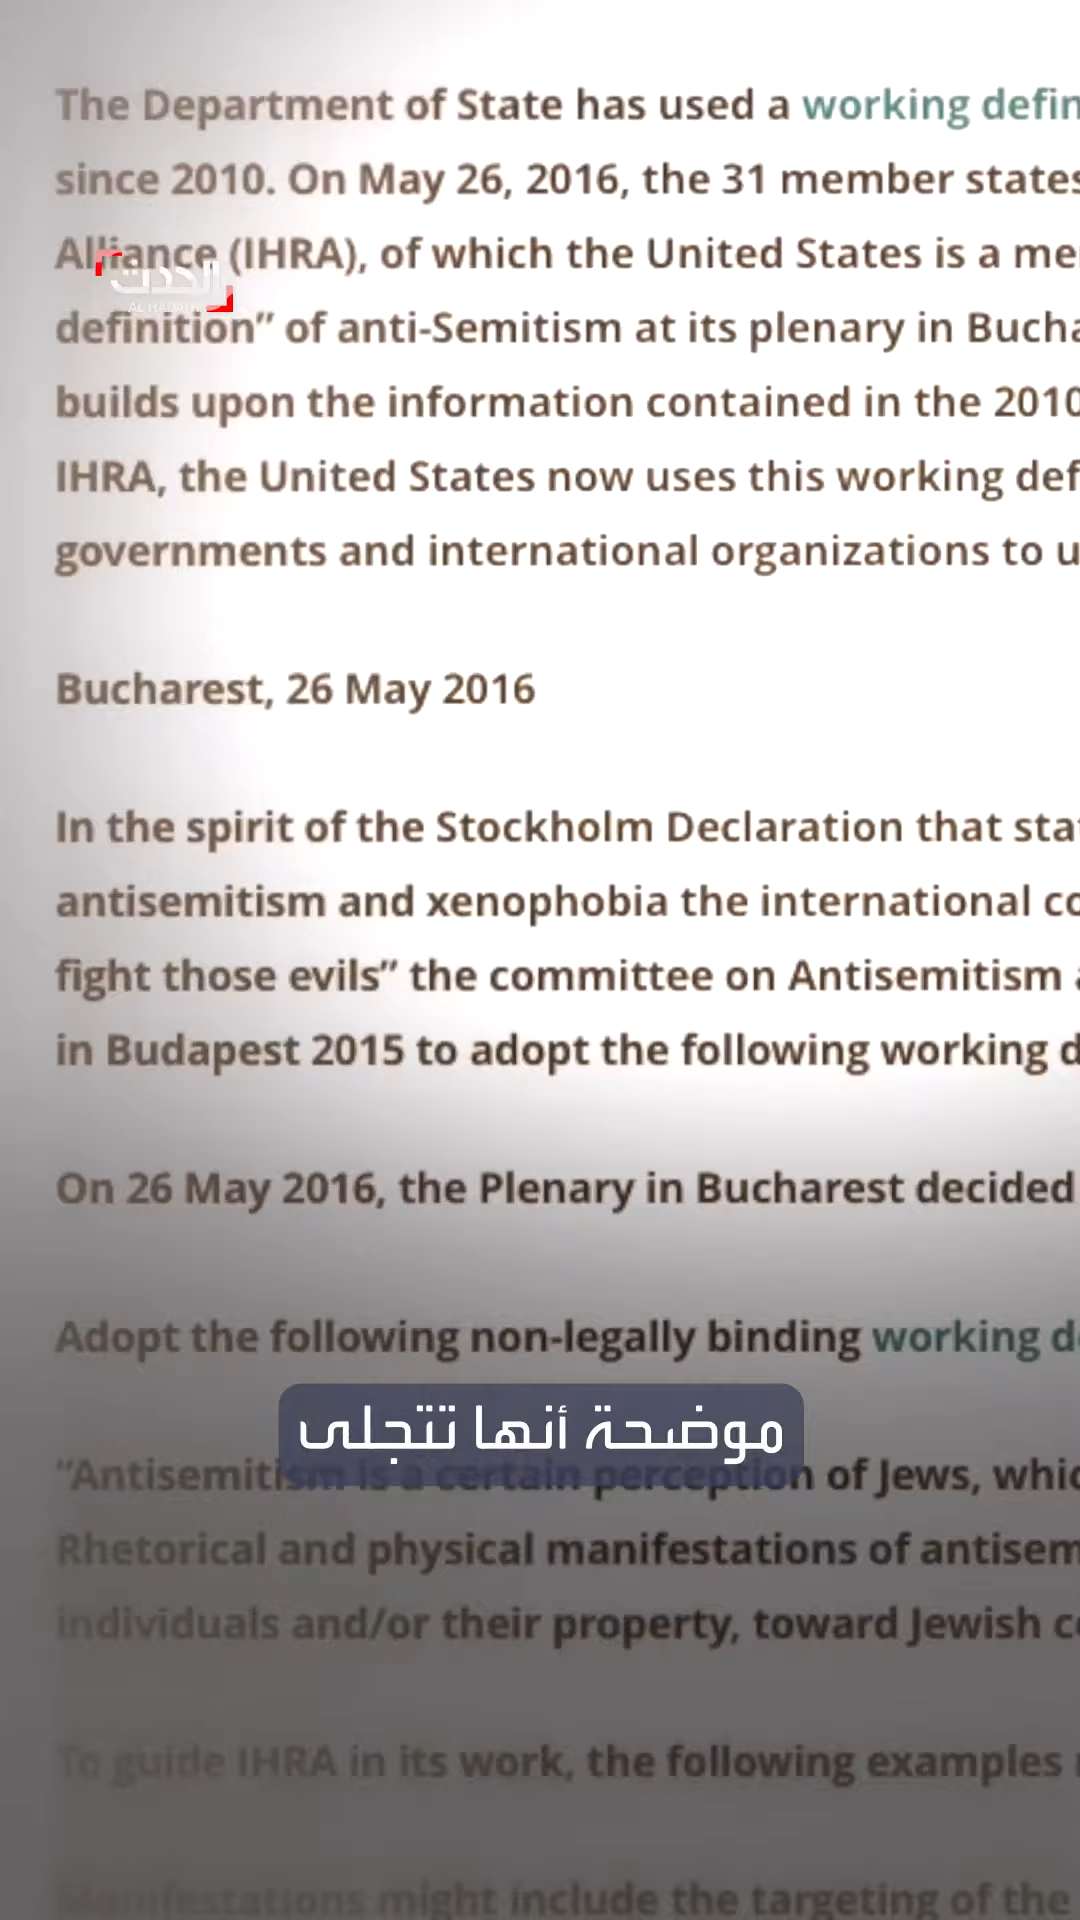 The Department of State has used a working defin
since 2010. On May 26, 2016, the 31 member states
Alliance (IHRA), of which the United States is a me
الحدث
AL HADATH
definition” of anti-Semitism at its plenary in Bucha
builds upon the information contained in the 2010
IHRA, the United States now uses this working def
governments and international organizations to u
Bucharest, 26 May 2016
In the spirit of the Stockholm Declaration that sta
antisemitism and xenophobia the international co
fight those evils” the committee on Antisemitism a
in Budapest 2015 to adopt the following working d
On 26 May 2016, the Plenary in Bucharest decided
Adopt the following non-legally binding working de
موضحة أنها تتجلى
“Antisemitism is a certain perception of Jews, whic
Rhetorical and physical manifestations of antisem
individuals and/or their property, toward Jewish co
To guide IHRA in its work, the following examples
Manifestations might include the targeting of the